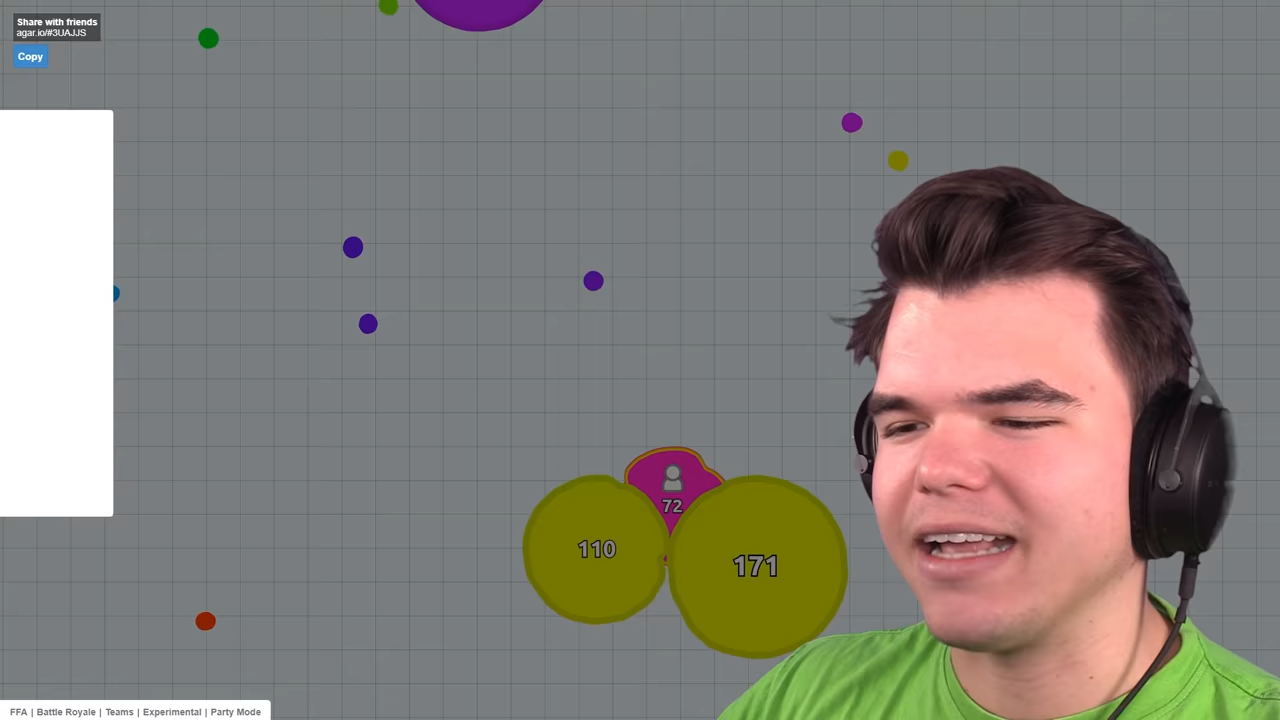 Share with friends
agar.io/#3UAJJS
Copy
72
110
171
FFA | Battle Royale | Teams | Experimental | Party Mode